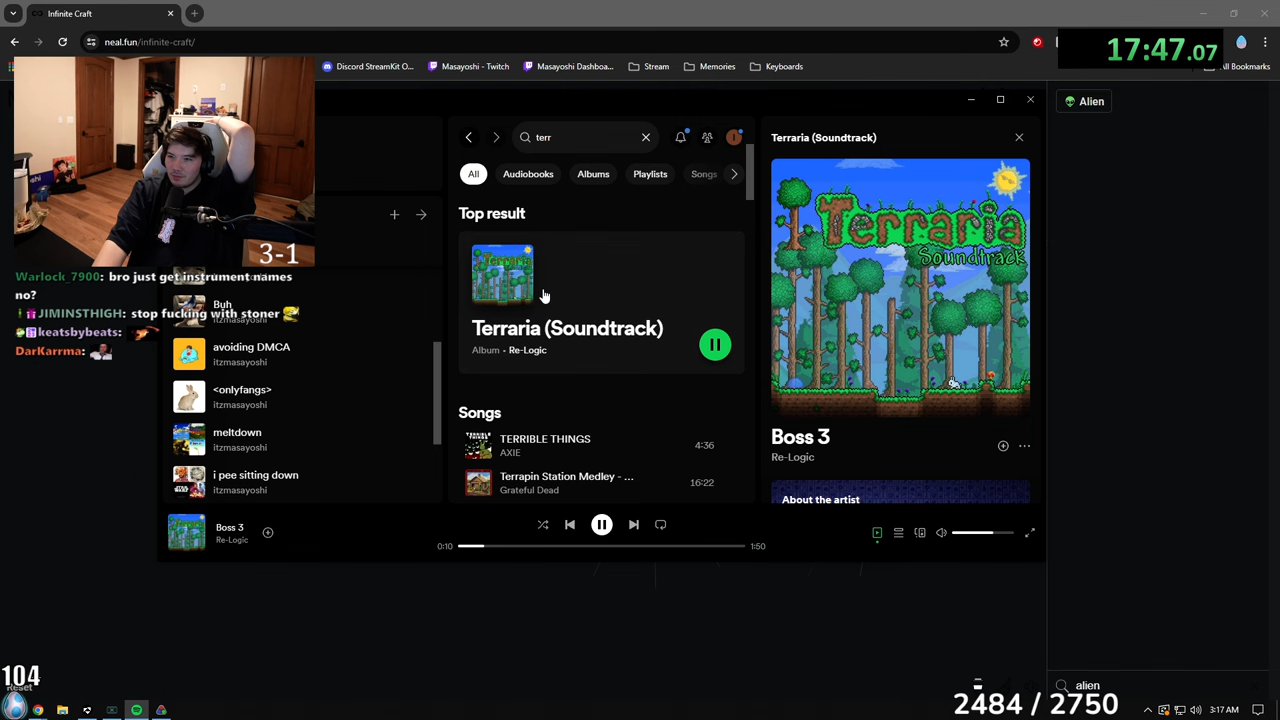 Infinite Craft
neal.fun/infinite-craft/
17:47.07
Discord StreamKit O...
Masayoshi - Twitch
Masayoshi Dashboa...
Stream
Memories
Keyboards
All Bookmarks
Alien
terr
All
Audiobooks
Albums
Playlists
Songs
Top result
Terraria
Soundtrack
Terraria (Soundtrack)
Album • Re-Logic
Songs
TERRIBLE THINGS
AXIE
4:36
Terrapin Station Medley - ...
Grateful Dead
16:22
Terraria (Soundtrack)
Terraria
Soundtrack
Boss 3
Re-Logic
About the artist
3-1
Warlock_7900: bro just get instrument names
no?
JIMINSTHIGH: stop fucking with stoner
keatsbybeats:
DarKarrma:
Buh
itzmasayoshi
avoiding DMCA
itzmasayoshi
<onlyfangs>
itzmasayoshi
meltdown
itzmasayoshi
i pee sitting down
itzmasayoshi
Boss 3
Re-Logic
0:10
1:50
104
Reset
alien
2484 / 2750
3:17 AM